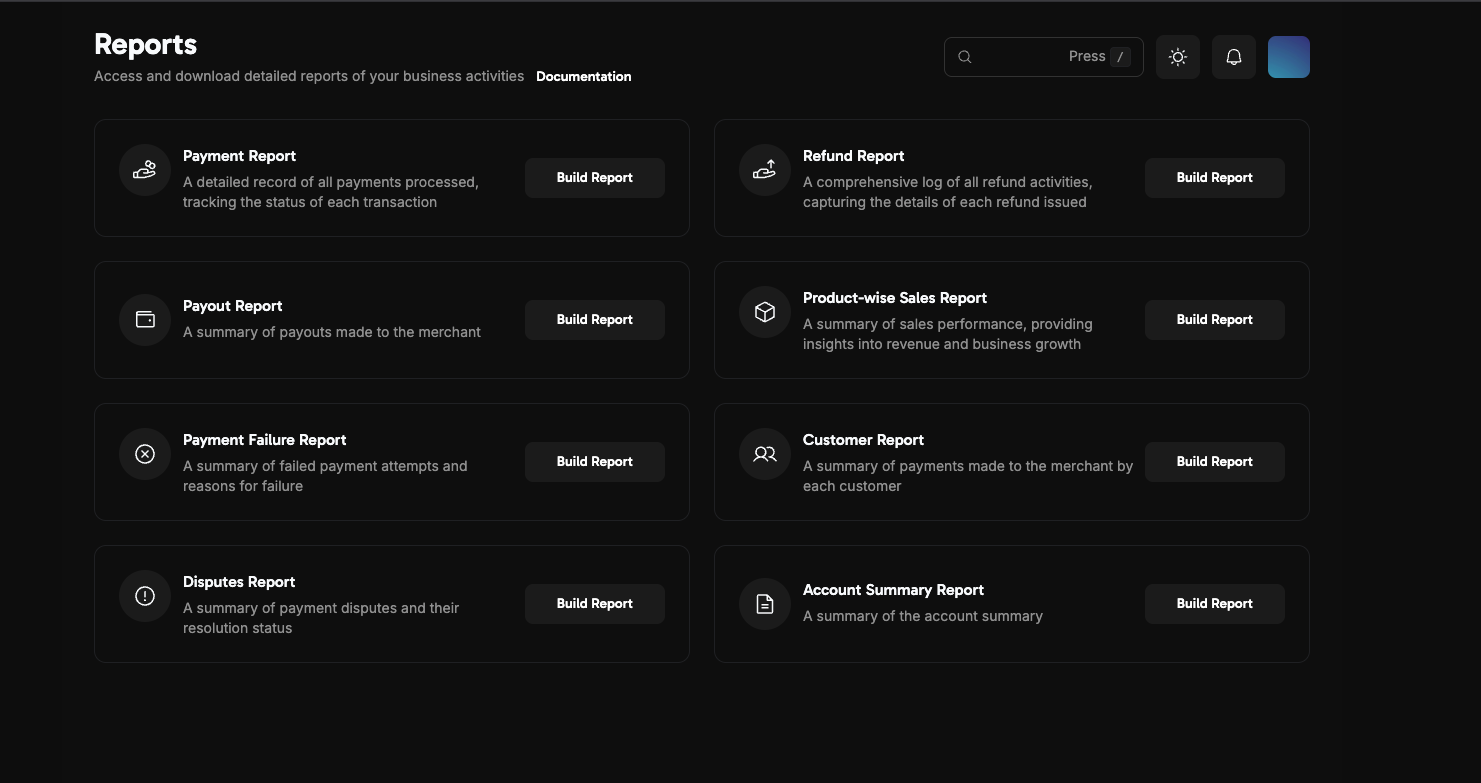 Reports
Access and download detailed reports of your business activities Documentation
Press /
Payment Report
A detailed record of all payments processed,
tracking the status of each transaction
Build Report
Refund Report
A comprehensive log of all refund activities,
capturing the details of each refund issued
Build Report
Payout Report
A summary of payouts made to the merchant
Build Report
Product-wise Sales Report
A summary of sales performance, providing
insights into revenue and business growth
Build Report
Payment Failure Report
A summary of failed payment attempts and
reasons for failure
Build Report
Customer Report
A summary of payments made to the merchant by
each customer
Build Report
Disputes Report
A summary of payment disputes and their
resolution status
Build Report
Account Summary Report
A summary of the account summary
Build Report